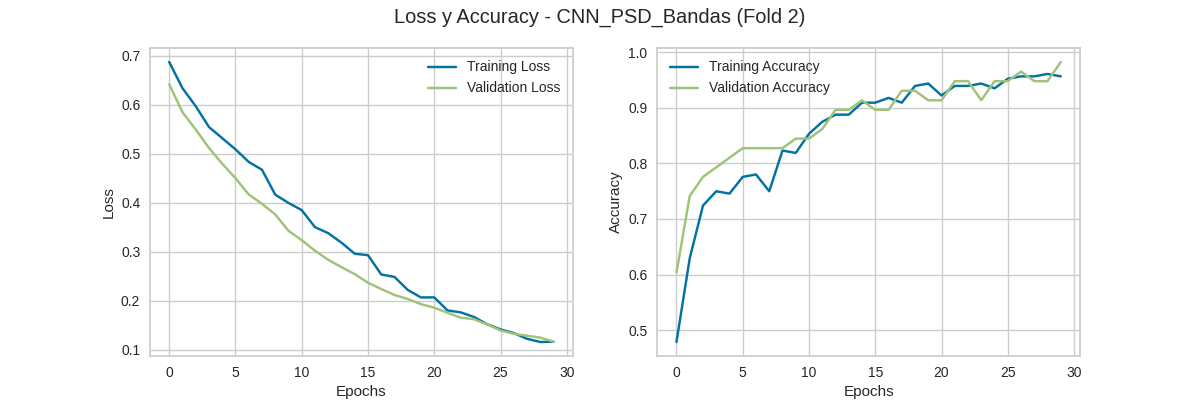 Loss y Accuracy - CNN_PSD_Bandas (Fold 2)
0.7
0.6
0.5
0.4
0.3
0.2
0.1
Loss
0 5 10 15 20 25 30
Epochs
Training Loss
Validation Loss
1.0
0.9
0.8
0.7
0.6
0.5
Accuracy
0 5 10 15 20 25 30
Epochs
Training Accuracy
Validation Accuracy